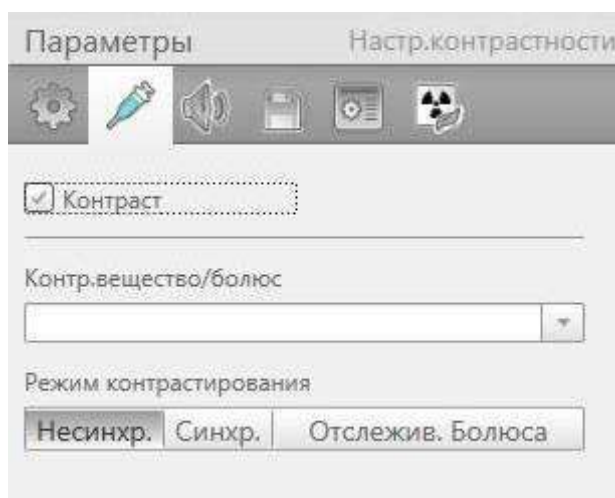 Параметры Настр.контрастности
Контраст
Контр.вещество/болюс
Режим контрастирования
Несинхр. Синхр. Отслежив. Болюса